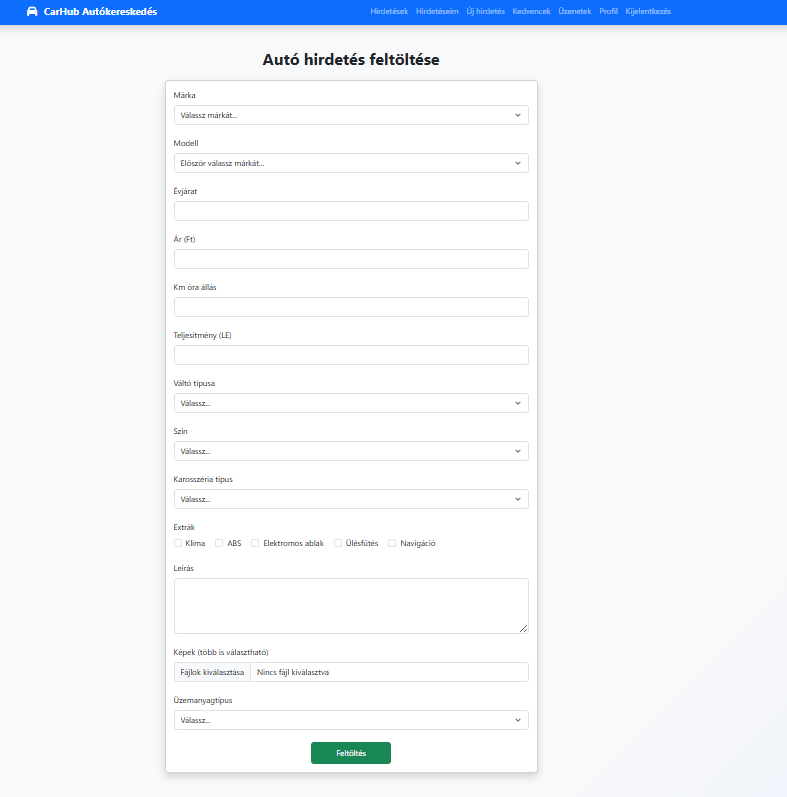 CarHub Autókereskedés Hirdetések Hirdetéseim Új hirdetés Kedvencek Üzenetek Profil Kijelentkezés
Autó hirdetés feltöltése
Márka
Válassz márkát...
Modell
Először válassz márkát...
Évjárat
Ár (Ft)
Km óra állás
Teljesítmény (LE)
Váltó típusa
Válassz...
Szín
Válassz...
Karosszéria típus
Válassz...
Extrák
Klíma ABS Elektromos ablak Ülésfűtés Navigáció
Leírás
Képek (több is választható)
Fájlok kiválasztása Nincs fájl kiválasztva
Üzemanyagtípus
Válassz...
Feltöltés